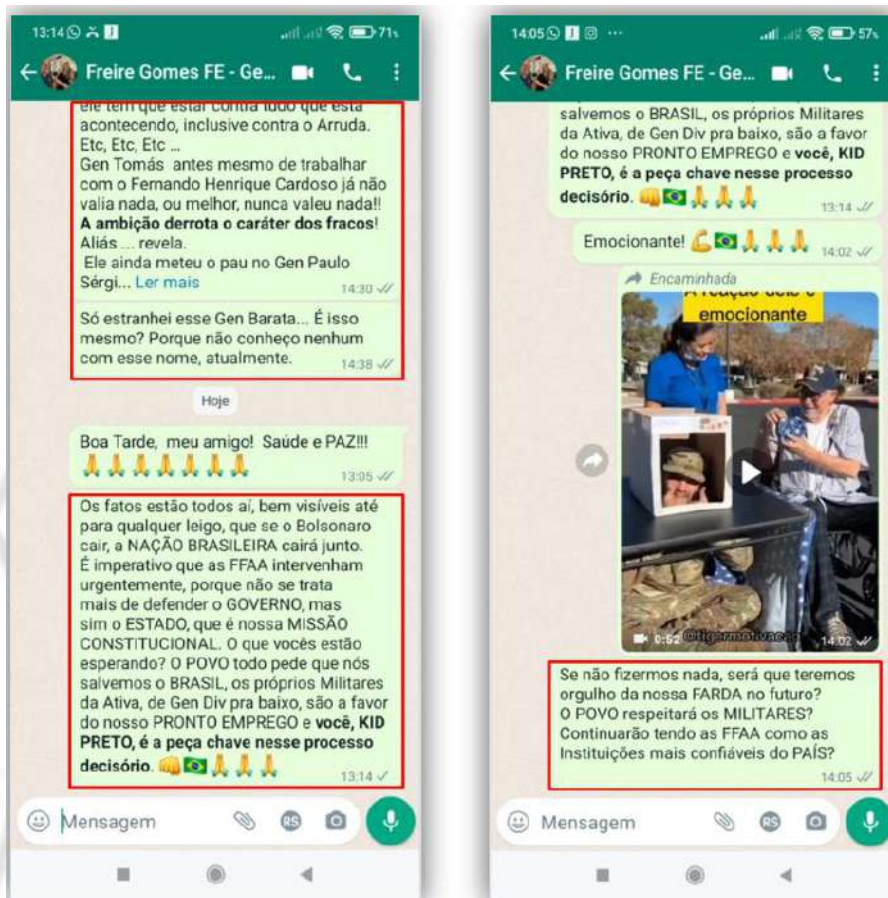 13:14
71%
Freire Gomes FE - Ge...
ele tem que estar contra tudo que está
acontecendo, inclusive contra o Arruda.
Etc, Etc, Etc ...
Gen Tomás antes mesmo de trabalhar
com o Fernando Henrique Cardoso já não
valia nada, ou melhor, nunca valeu nada!!
A ambição derrota o caráter dos fracos!
Aliás ... revela.
Ele ainda meteu o pau no Gen Paulo
Sérgi... Ler mais
14:30
Só estranhei esse Gen Barata... É isso
mesmo? Porque não conheço nenhum
com esse nome, atualmente.
14:38
Hoje
Boa Tarde, meu amigo! Saúde e PAZ!!!
🙏🙏🙏🙏🙏🙏🙏
13:05
Os fatos estão todos aí, bem visíveis até
para qualquer leigo, que se o Bolsonaro
cair, a NAÇÃO BRASILEIRA cairá junto.
É imperativo que as FFAA intervenham
urgentemente, porque não se trata
mais de defender o GOVERNO, mas
sim o ESTADO, que é nossa MISSÃO
CONSTITUCIONAL. O que vocês estão
esperando? O POVO todo pede que nós
salvemos o BRASIL, os próprios Militares
da Ativa, de Gen Div pra baixo, são a favor
do nosso PRONTO EMPREGO e você, KID
PRETO, é a peça chave nesse processo
decisório. 👊🇧🇷🙏🙏🙏
13:14
Mensagem
RS
14:05
57%
Freire Gomes FE - Ge...
salvemos o BRASIL, os próprios Militares
da Ativa, de Gen Div pra baixo, são a favor
do nosso PRONTO EMPREGO e você, KID
PRETO, é a peça chave nesse processo
decisório. 👊🇧🇷🙏🙏🙏
13:14
Emocionante! 💪🇧🇷🙏🙏🙏
14:02
Encaminhada
A reação dele é
emocionante
0:52
@tigermotivacao
14:02
Se não fizermos nada, será que teremos
orgulho da nossa FARDA no futuro?
O POVO respeitará os MILITARES?
Continuarão tendo as FFAA como as
Instituições mais confiáveis do PAÍS?
14:05
Mensagem
RS